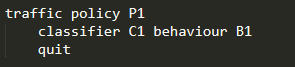 traffic policy P1
    classifier C1 behaviour B1
    quit